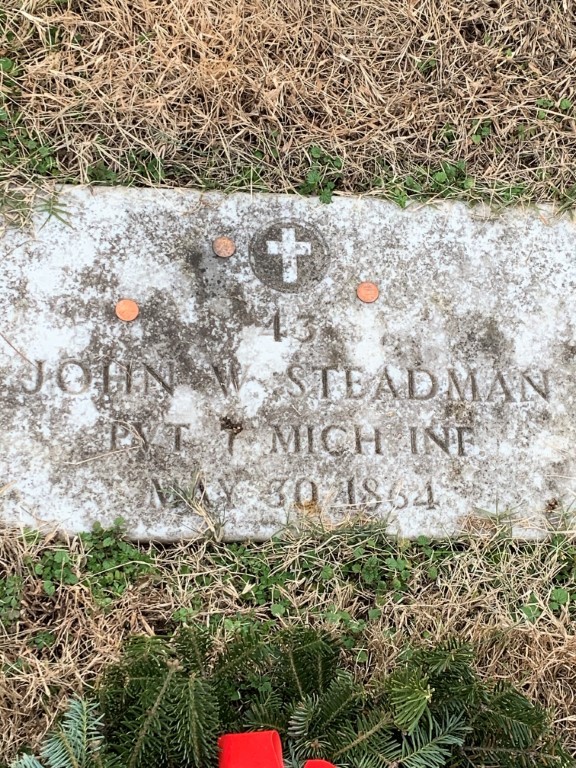 43
JOHN W STEADMAN
PVT 7 MICH INF
MAY 30 1864